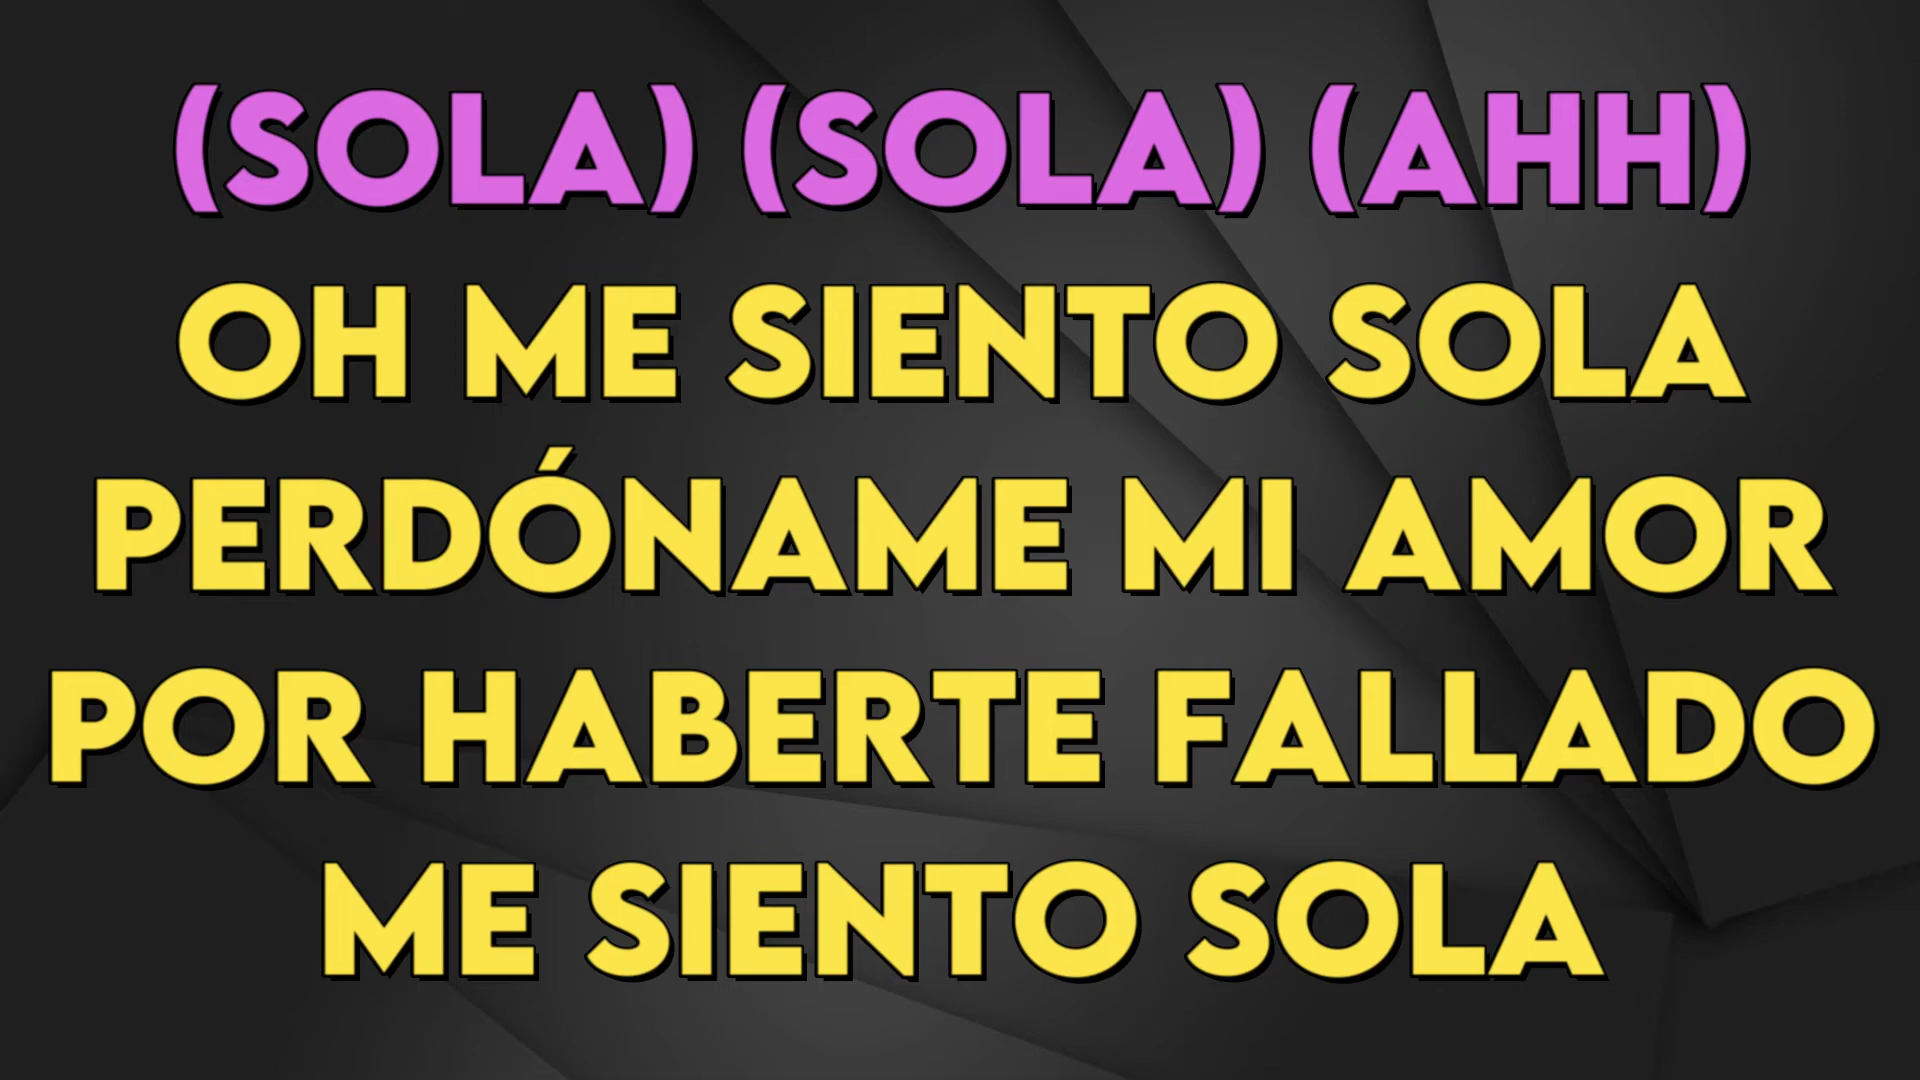 (SOLA) (SOLA) (AHH)
OH ME SIENTO SOLA
PERDÓNAME MI AMOR
POR HABERTE FALLADO
ME SIENTO SOLA